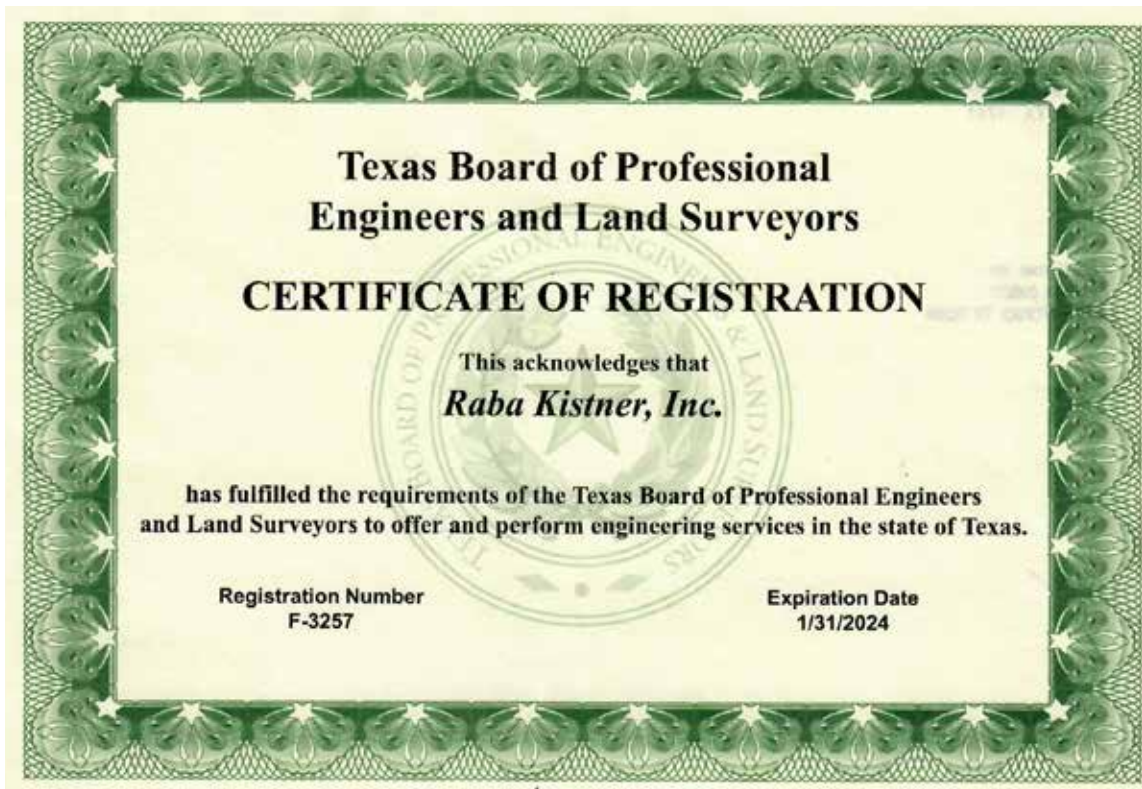 Texas Board of Professional
Engineers and Land Surveyors
CERTIFICATE OF REGISTRATION
This acknowledges that
Raba Kistner, Inc.
has fulfilled the requirements of the Texas Board of Professional Engineers
and Land Surveyors to offer and perform engineering services in the state of Texas.
Registration Number
F-3257
Expiration Date
1/31/2024